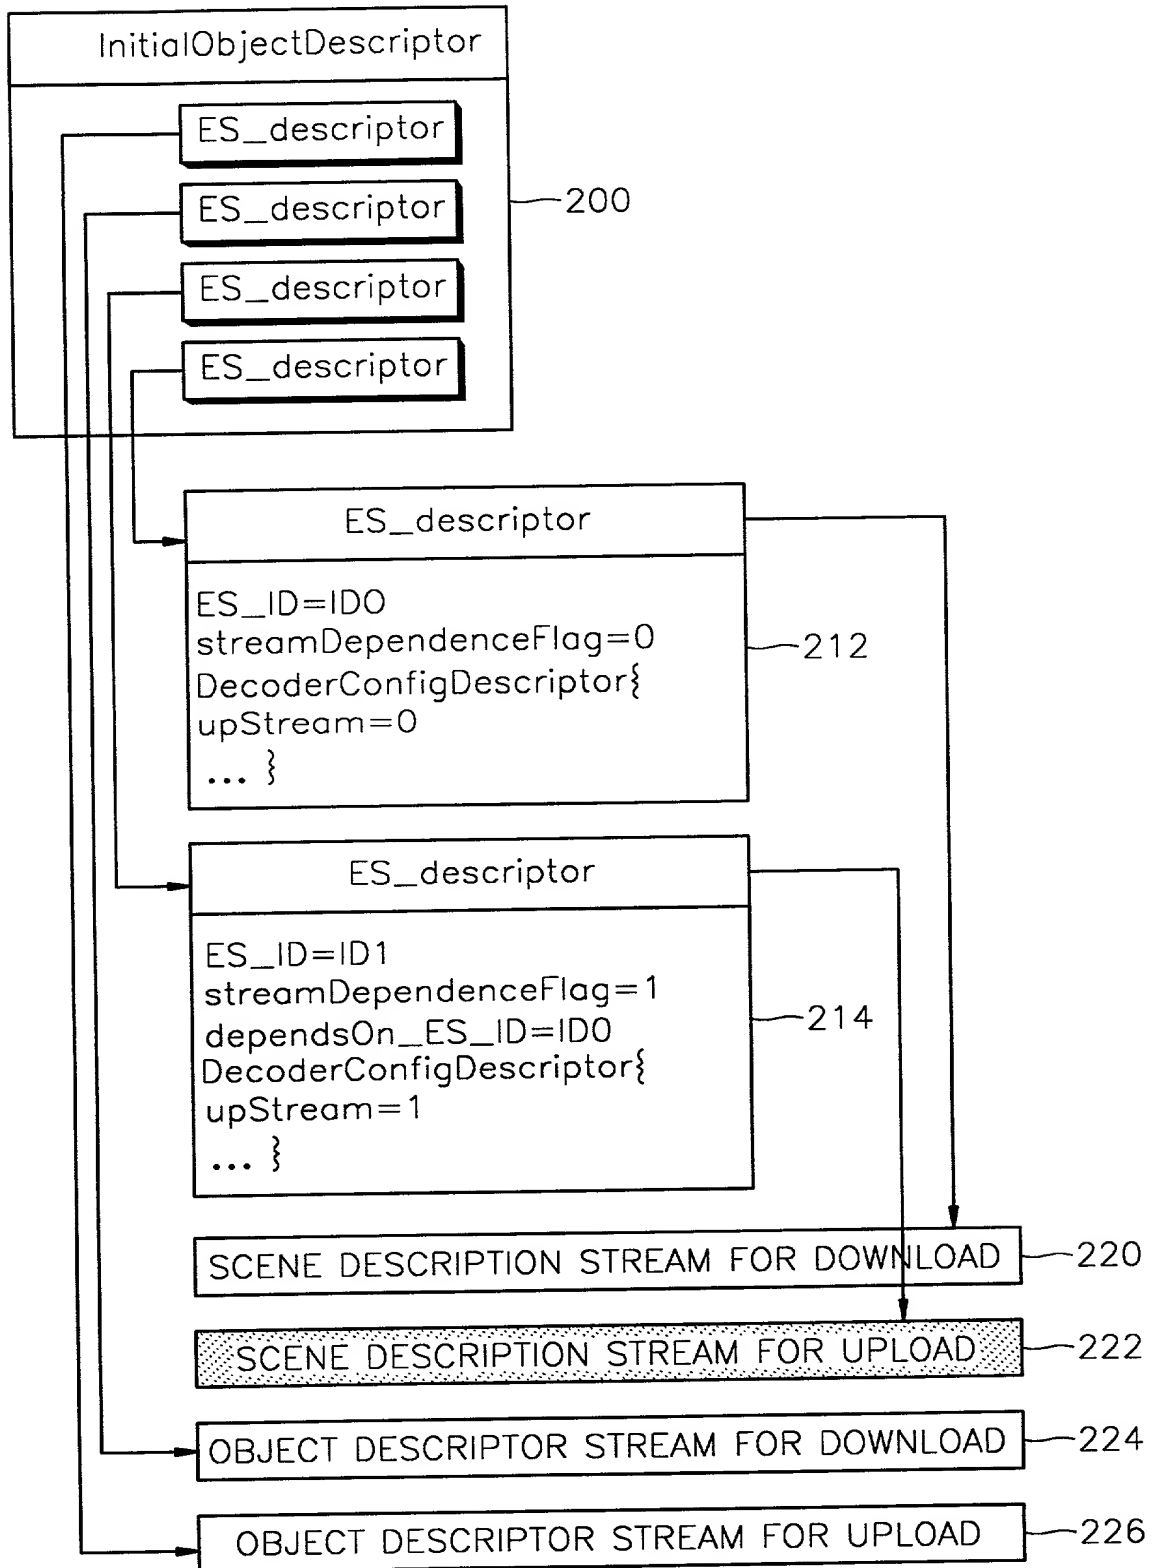 InitialObjectDescriptor
ES_descriptor
ES_descriptor
200
ES_descriptor
ES_descriptor
ES_descriptor
ES_ID=ID0
streamDependenceFlag=0
212
DecoderConfigDescriptor{
upStream=0
... }
ES_descriptor
ES_ID=ID1
streamDependenceFlag=1
214
dependsOn_ES_ID=ID0
DecoderConfigDescriptor{
upStream=1
... }
SCENE DESCRIPTION STREAM FOR DOWNLOAD
220
SCENE DESCRIPTION STREAM FOR UPLOAD
222
OBJECT DESCRIPTOR STREAM FOR DOWNLOAD
224
OBJECT DESCRIPTOR STREAM FOR UPLOAD
226